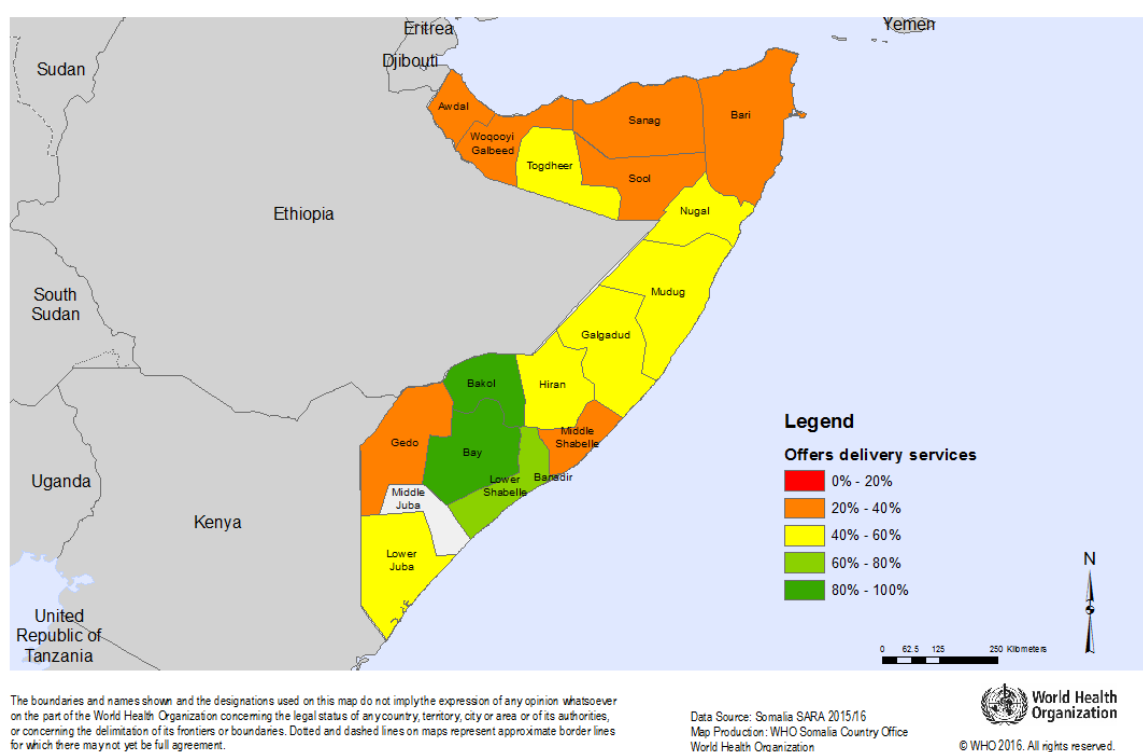 Eritrea
Yemen
Djibouti
Sudan
Awdal
Sanag
Bari
Woqooyi
Galbeed
Togdheer
Sool
Ethiopia
Nugal
South
Sudan
Mudug
Galgadud
Bakol
Hiran
Gedo
Middle
Shabelle
Bay
Lower
Shabelle
Banadir
Uganda
Middle
Juba
Kenya
Lower
Juba
United
Republic of
Tanzania
Legend
Offers delivery services
0% - 20%
20% - 40%
40% - 60%
60% - 80%
80% - 100%
N
0 62.5 125 250 Kilometers
The boundaries and names shown and the designations used on this map do not imply the expression of any opinion whatsoever
on the part of the World Health Organization concerning the legal status of any country, territory, city or area or of its authorities,
or concerning the delimitation of its frontiers or boundaries. Dotted and dashed lines on maps represent approximate border lines
for which there may not yet be full agreement.
Data Source: Somalia SARA 2015/16
Map Production: WHO Somalia Country Office
World Health Organization
World Health
Organization
© WHO 2016. All rights reserved.